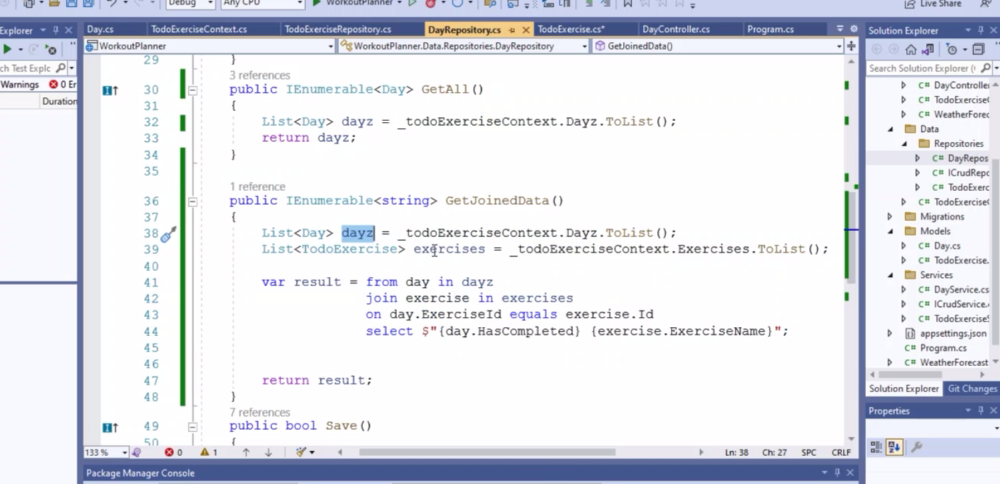 Debug
Any CPU
WorkoutPlanner
Live Share
Explorer
Day.cs
TodoExerciseContext.cs
TodoExerciseRepository.cs
DayRepository.cs
TodoExercise.cs*
DayController.cs
Program.cs
Solution Explorer
WorkoutPlanner
WorkoutPlanner.Data.Repositories.DayRepository
GetJoinedData()
ch Test Explc
Search Solution Explorer (
Warnings
0 Er
Duration
29 }
3 references
30 public IEnumerable<Day> GetAll()
31 {
32 List<Day> dayz = _todoExerciseContext.Dayz.ToList();
33 return dayz;
34 }
35
1 reference
36 public IEnumerable<string> GetJoinedData()
37 {
38 List<Day> dayz = _todoExerciseContext.Dayz.ToList();
39 List<TodoExercise> exercises = _todoExerciseContext.Exercises.ToList();
40
41 var result = from day in dayz
42 join exercise in exercises
43 on day.ExerciseId equals exercise.Id
44 select $"{day.HasCompleted} {exercise.ExerciseName}";
45
46
47 return result;
48 }
7 references
49 public bool Save()
50 {
DayController
TodoExercise
WeatherForec
Data
Repositories
DayRepos
ICrudRepo
TodoExerc
TodoExercise
Migrations
Models
Day.cs
TodoExercise.
Services
DayService.cs
ICrudService.
TodoExercise
appsettings.json
Program.cs
WeatherForecast
Solution Explorer
Git Changes
Properties
133 %
0
1
Ln: 38
Ch: 27
SPC
CRLF
Package Manager Console